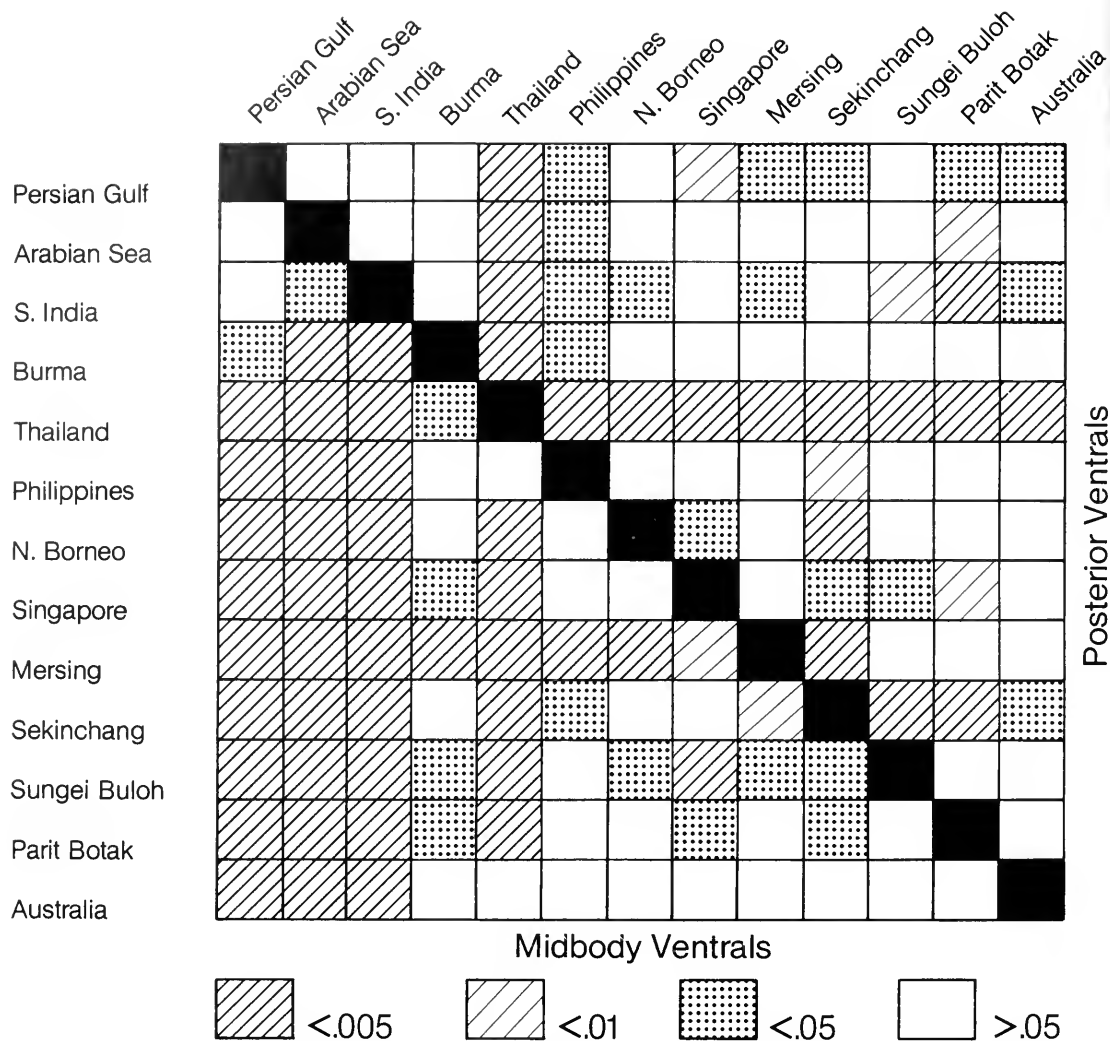 Persian Gulf
Arabian Sea
S. India
Burma
Thailand
Philippines
N. Borneo
Singapore
Mersing
Sekinchang
Sungei Buloh
Parit Botak
Australia
Persian Gulf
Arabian Sea
S. India
Burma
Thailand
Philippines
N. Borneo
Singapore
Mersing
Sekinchang
Sungei Buloh
Parit Botak
Australia
Posterior Ventrals
Midbody Ventrals
<.005 <.01 <.05 >.05